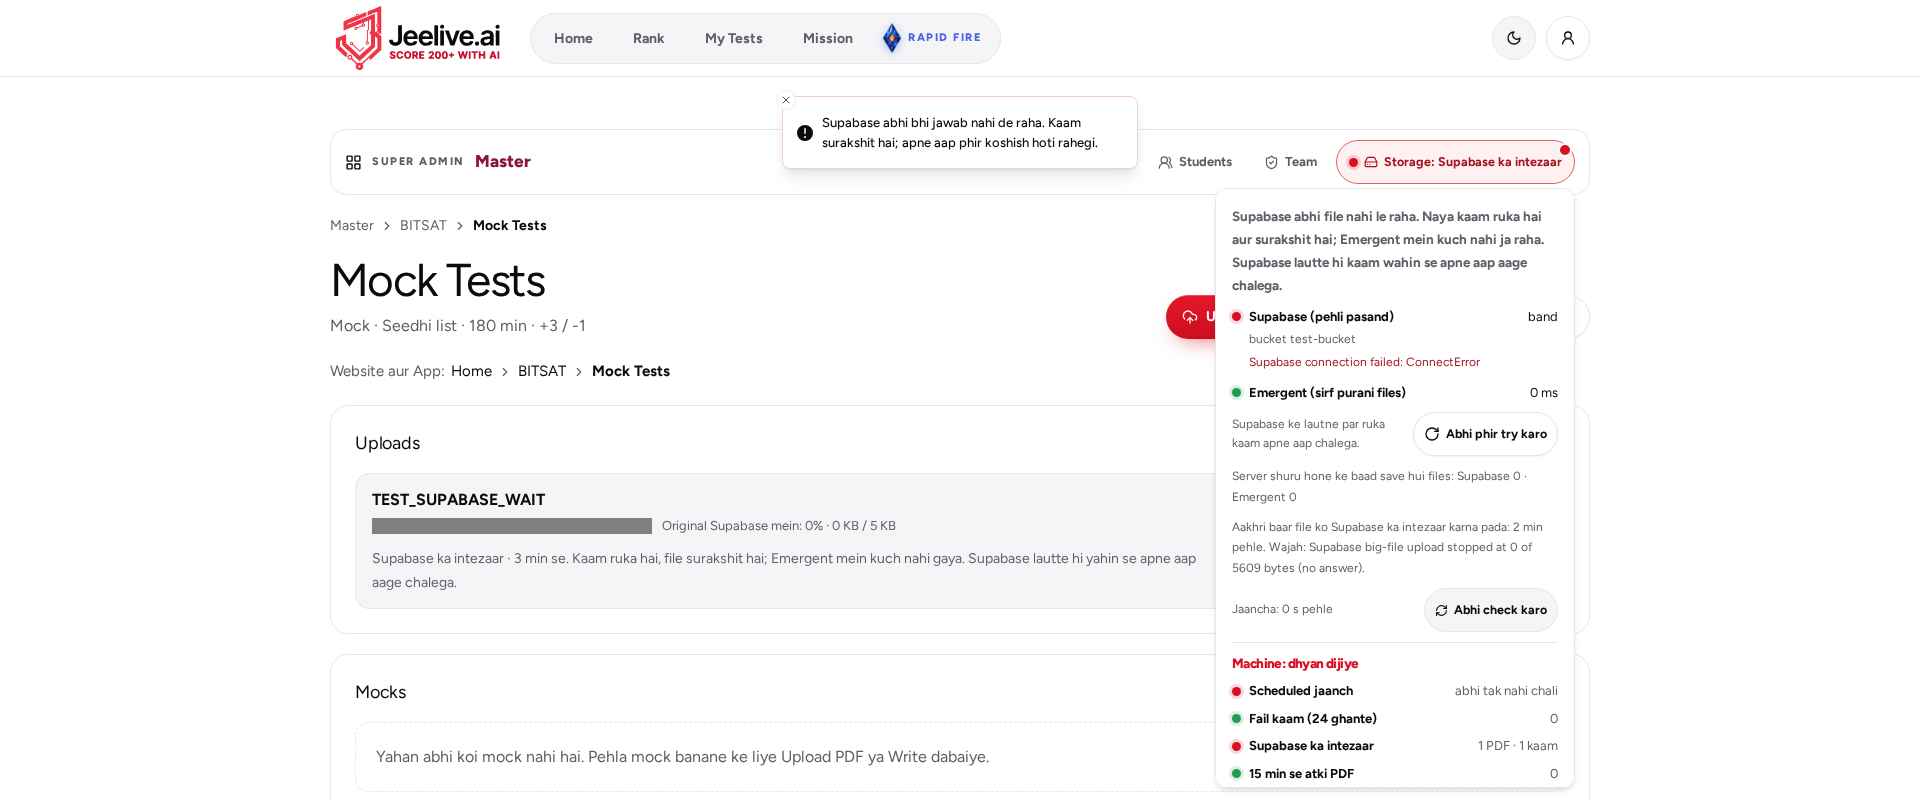 Jeelive.ai
SCORE 200+ WITH AI
Home
Rank
My Tests
Mission
RAPID FIRE
Supabase abhi bhi jawab nahi de raha. Kaam
surakshit hai; apne aap phir koshish hoti rahegi.
SUPER ADMIN
Master
Students
Team
Storage: Supabase ka intezaar
Master > BITSAT > Mock Tests
Mock Tests
Mock · Seedhi list · 180 min · +3 / -1
Website aur App: Home > BITSAT > Mock Tests
Uploads
TEST_SUPABASE_WAIT
Original Supabase mein: 0% · 0 KB / 5 KB
Supabase ka intezaar · 3 min se. Kaam ruka hai, file surakshit hai; Emergent mein kuch nahi gaya. Supabase lautte hi yahin se apne aap
aage chalega.
Mocks
Yahan abhi koi mock nahi hai. Pehla mock banane ke liye Upload PDF ya Write dabaiye.
Supabase abhi file nahi le raha. Naya kaam ruka hai
aur surakshit hai; Emergent mein kuch nahi ja raha.
Supabase lautte hi kaam wahin se apne aap aage
chalega.
Supabase (pehli pasand)
band
bucket test-bucket
Supabase connection failed: ConnectError
Emergent (sirf purani files)
0 ms
Supabase ke lautne par ruka
kaam apne aap chalega.
Abhi phir try karo
Server shuru hone ke baad save hui files: Supabase 0 ·
Emergent 0
Aakhri baar file ko Supabase ka intezaar karna pada: 2 min
pehle. Wajah: Supabase big-file upload stopped at 0 of
5609 bytes (no answer).
Jaancha: 0 s pehle
Abhi check karo
Machine: dhyan dijiye
Scheduled jaanch
abhi tak nahi chali
Fail kaam (24 ghante)
0
Supabase ka intezaar
1 PDF · 1 kaam
15 min se atki PDF
0